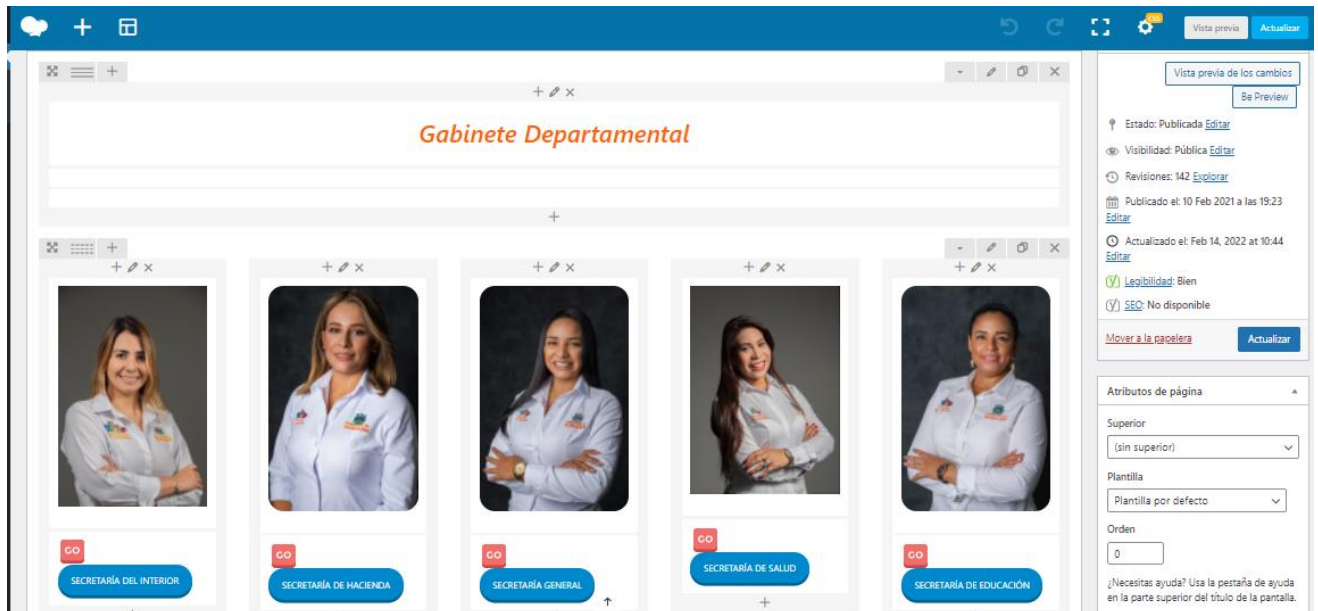 CSS
Vista previa
Actualizar
Gabinete Departamental
Vista previa de los cambios
Be Preview
Estado: Publicada Editar
Visibilidad: Pública Editar
Revisiones: 142 Explorar
Publicado el: 10 Feb 2021 a las 19:23
Editar
Actualizado el: Feb 14, 2022 at 10:44
Editar
Legibilidad: Bien
SEO: No disponible
Mover a la papelera
Actualizar
Atributos de página
Superior
(sin superior)
Plantilla
Plantilla por defecto
Orden
0
¿Necesitas ayuda? Usa la pestaña de ayuda
en la parte superior del título de la pantalla.
GO
SECRETARÍA DEL INTERIOR
GO
SECRETARÍA DE HACIENDA
GO
SECRETARÍA GENERAL
GO
SECRETARÍA DE SALUD
GO
SECRETARÍA DE EDUCACIÓN